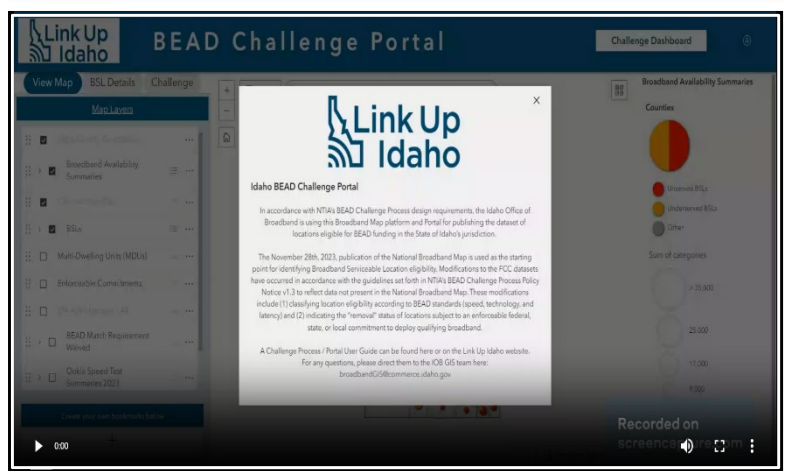 Link Up
Idaho
BEAD Challenge Portal
Challenge Dashboard
View Map
BSL Details
Challenge
Map Layers
Broadband Availability
Summaries
BSLs
Multi-Dwelling Units (MDUs)
Enforceable Commitments
BEAD Match Requirement
Waived
Ookla Speed Test
Summaries 2023
Create your own bookmarks below
+
−
X
Link Up
Idaho
Idaho BEAD Challenge Portal
In accordance with NTIA's BEAD Challenge Process design requirements, the Idaho Office of
Broadband is using this Broadband Map platform and Portal for publishing the dataset of
locations eligible for BEAD funding in the State of Idaho's jurisdiction.
The November 28th, 2023, publication of the National Broadband Map is used as the starting
point for identifying Broadband Serviceable Location eligibility. Modifications to the FCC datasets
have occurred in accordance with the guidelines set forth in NTIA's BEAD Challenge Process Policy
Notice v1.3 to reflect data not present in the National Broadband Map. These modifications
include (1) classifying location eligibility according to BEAD standards (speed, technology, and
latency) and (2) indicating the "removal" status of locations subject to an enforceable federal,
state, or local commitment to deploy qualifying broadband.
A Challenge Process / Portal User Guide can be found here or on the Link Up Idaho website.
For any questions, please direct them to the IOB GIS team here:
broadbandGIS@commerce.idaho.gov
Broadband Availability Summaries
Counties
Unserved BSLs
Underserved BSLs
Other
Sum of categories
25,000
17,000
9,000
Recorded on
0:00